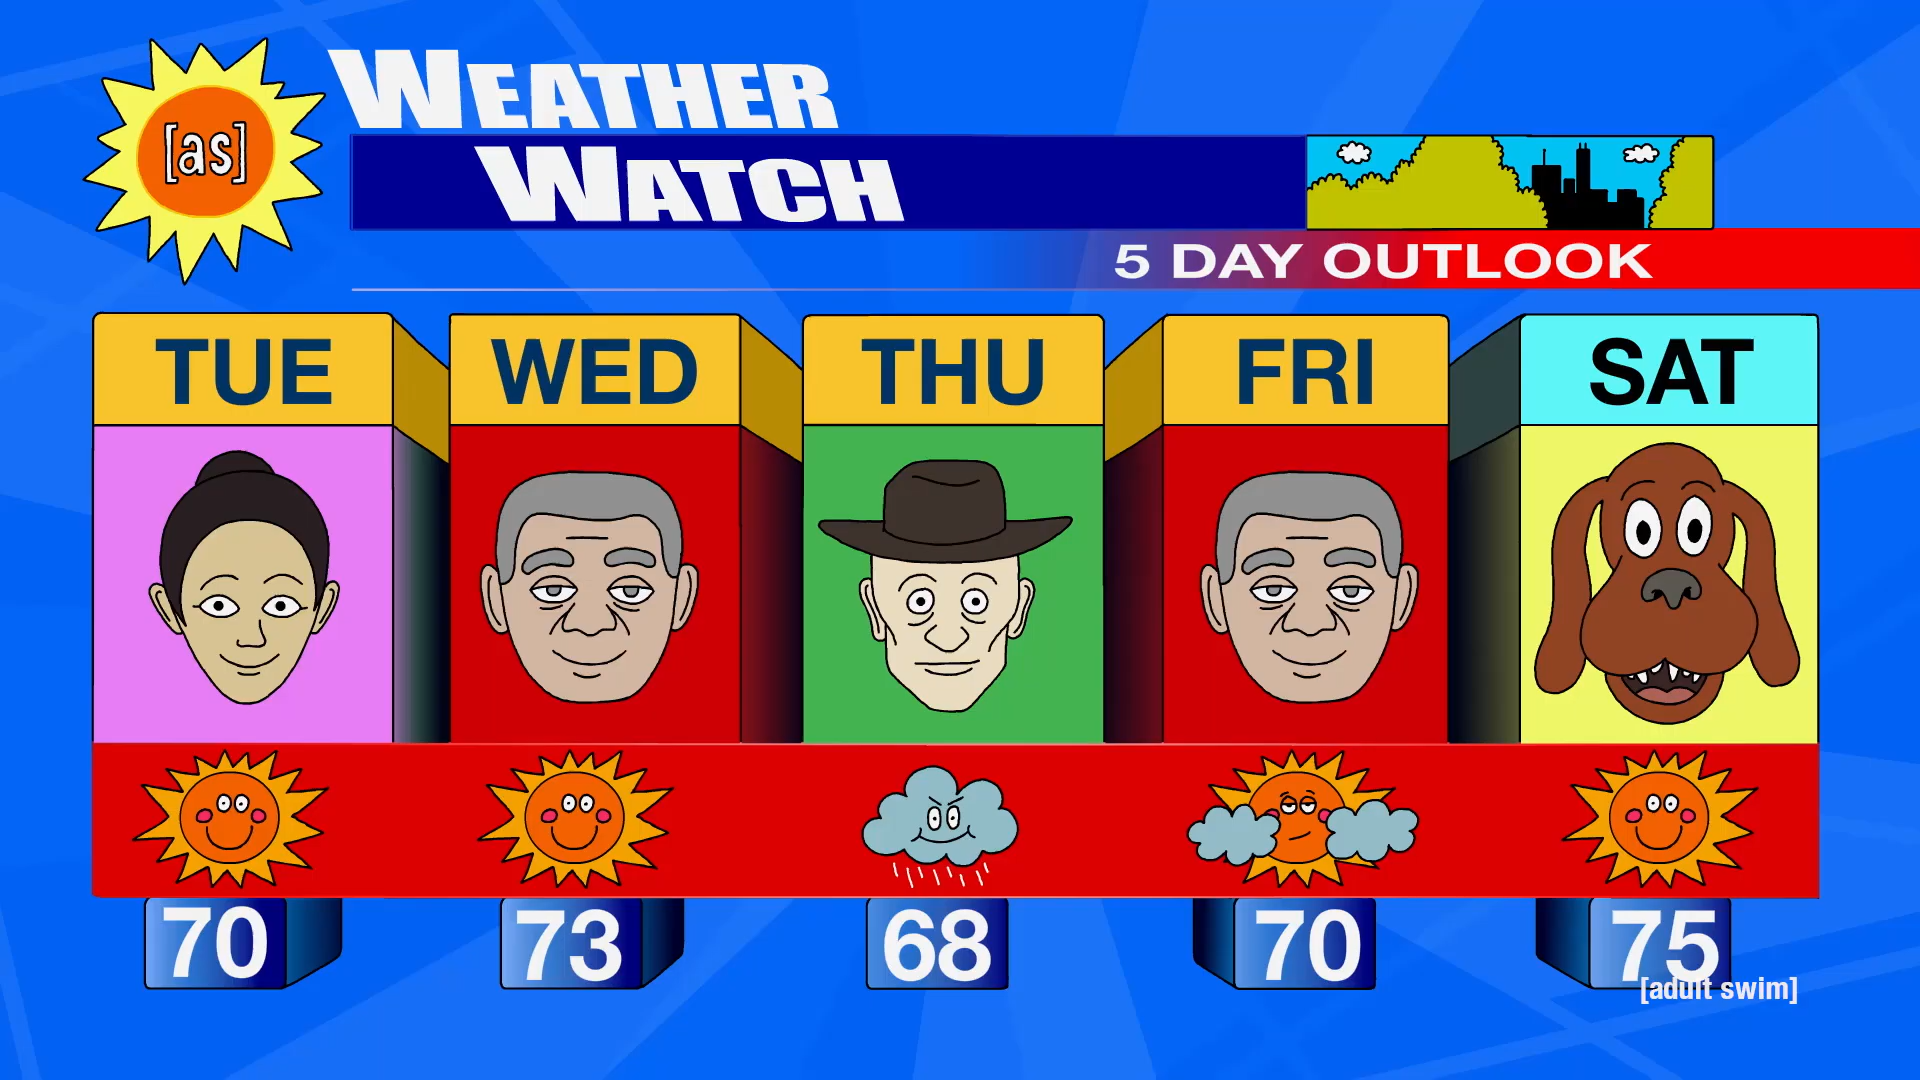 [as]
WEATHER
WATCH
5 DAY OUTLOOK
TUE WED THU FRI SAT
70 73 68 70 75
[adult swim]